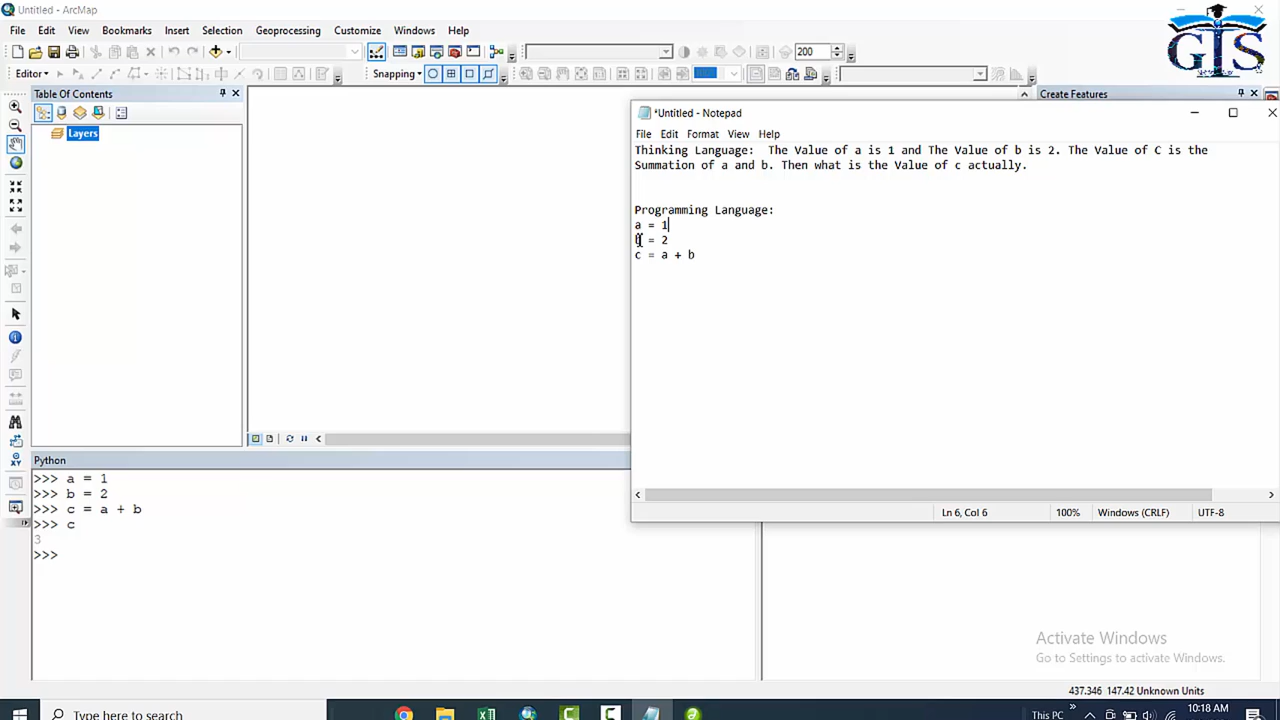 Untitled - ArcMap
File Edit View Bookmarks Insert Selection Geoprocessing Customize Windows Help
200
Editor Snapping
GIS
Table Of Contents
Layers
Create Features
*Untitled - Notepad
File Edit Format View Help
Thinking Language: The Value of a is 1 and The Value of b is 2. The Value of C is the
Summation of a and b. Then what is the Value of c actually.
Programming Language:
a = 1
b = 2
c = a + b
Ln 6, Col 6 100% Windows (CRLF) UTF-8
Python
>>> a = 1
>>> b = 2
>>> c = a + b
>>> c
3
>>>
Activate Windows
Go to Settings to activate Windows.
437.346 147.42 Unknown Units
Type here to search
This PC
10:18 AM